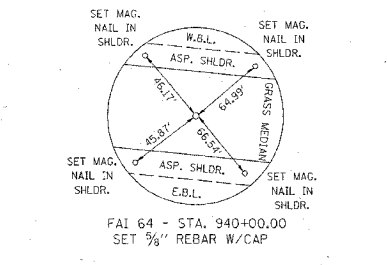 SET MAG.
NAIL IN
SHLDR.
SET MAG.
NAIL IN
SHLDR.
W.B.L.
ASP. SHLDR.
46.17'
64.99'
GRASS MEDIAN
45.87'
66.54'
SET MAG.
NAIL IN
SHLDR.
ASP. SHLDR.
E.B.L.
SET MAG.
NAIL IN
SHLDR.
FAI 64 - STA. 940+00.00
SET 5/8" REBAR W/CAP